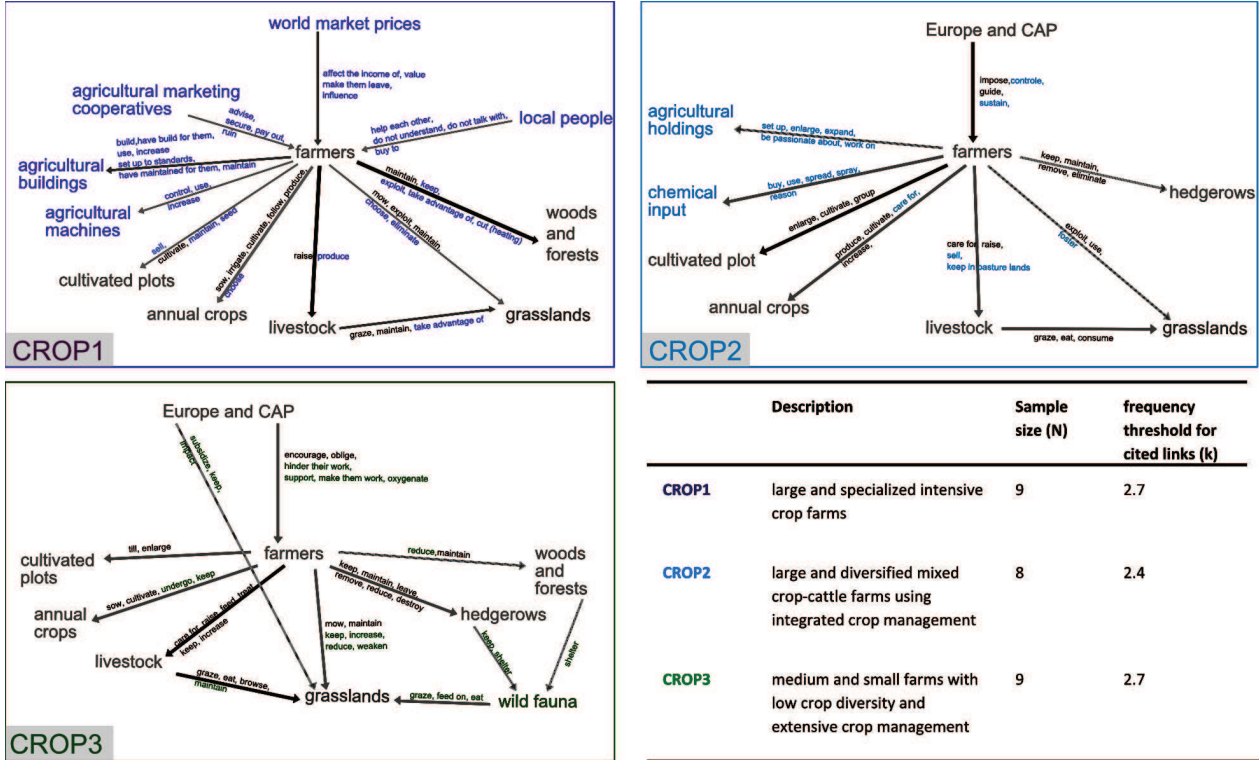 world market prices
affect the income of, value
make them leave,
influence
agricultural marketing
cooperatives
advise,
secure, pay out,
ruin
help each other,
do not understand, do not talk with,
buy to
local people
build,have build for them,
use, increase
set up to standards,
have maintained for them, maintain
farmers
agricultural
buildings
control, use,
increase
agricultural
machines
maintain, keep,
exploit, take advantage of, cut (heating)
woods
and
forests
mow, exploit, maintain,
choose, eliminate
sell,
cultivate, maintain, seed
cultivated plots
sow, irrigate, cultivate, follow, produce,
choose
annual crops
raise, produce
livestock
graze, maintain, take advantage of
grasslands
CROP1
Europe and CAP
impose,controle,
guide,
sustain,
agricultural
holdings
set up, enlarge, expand,
be passionate about, work on
farmers
keep, maintain,
remove, eliminate
hedgerows
chemical
input
buy, use, spread, spray,
reason
enlarge, cultivate, group
cultivated plot
produce, cultivate, care for,
increase,
annual crops
care for, raise,
sell,
keep in pasture lands
exploit, use,
foster
livestock
graze, eat, consume
grasslands
CROP2
Europe and CAP
subsidize, keep,
impact
encourage, oblige,
hinder their work,
support, make them work, oxygenate
cultivated
plots
till, enlarge
farmers
reduce,maintain
woods
and
forests
sow, cultivate, undergo, keep
annual
crops
keep, maintain, leave,
remove, reduce, destroy
hedgerows
care for, raise, feed, treat,
keep, increase
livestock
mow, maintain
keep, increase,
reduce, weaken
keep, shelter
shelter
graze, eat, browse,
maintain
grasslands
graze, feed on, eat
wild fauna
CROP3
Description
Sample
size (N)
frequency
threshold for
cited links (k)
CROP1
large and specialized intensive
crop farms
9
2.7
CROP2
large and diversified mixed
crop-cattle farms using
integrated crop management
8
2.4
CROP3
medium and small farms with
low crop diversity and
extensive crop management
9
2.7